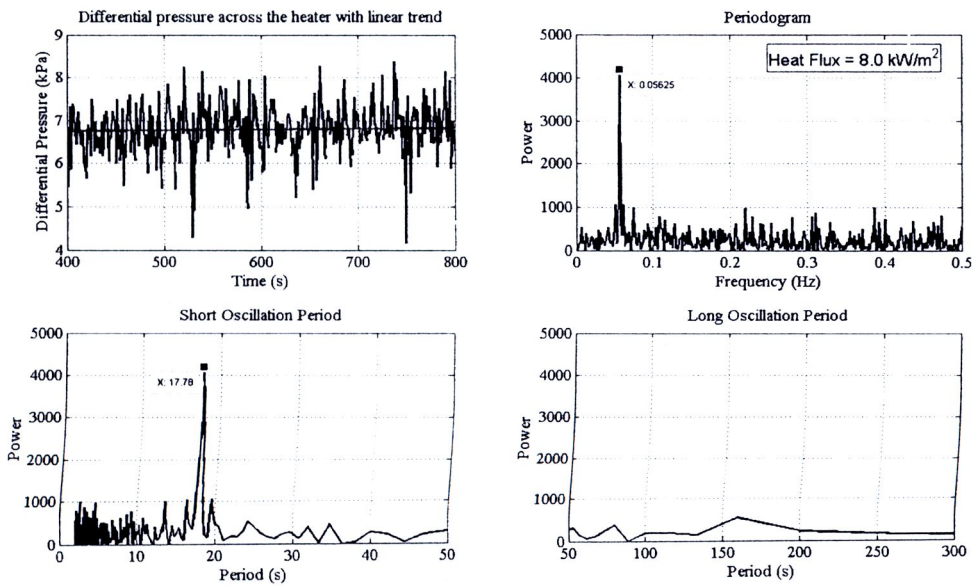 Differential pressure across the heater with linear trend
Differential Pressure (kPa)
9
8
7
6
5
4
400 500 600 700 800
Time (s)
Periodogram
Heat Flux = 8.0 kW/m²
X: 0.05625
Power
5000
4000
3000
2000
1000
0
0 0.1 0.2 0.3 0.4 0.5
Frequency (Hz)
Short Oscillation Period
X: 17.78
Power
5000
4000
3000
2000
1000
0
0 10 20 30 40 50
Period (s)
Long Oscillation Period
Power
5000
4000
3000
2000
1000
0
50 100 150 200 250 300
Period (s)